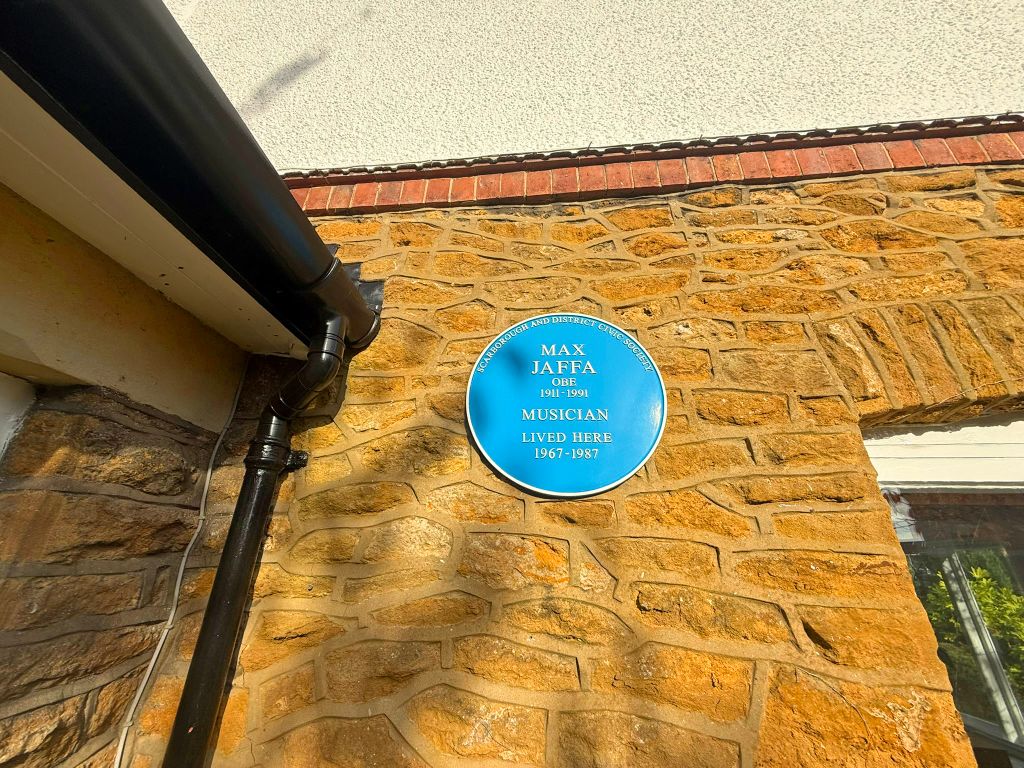 SCARBOROUGH AND DISTRICT CIVIC SOCIETY
MAX
JAFFA
OBE
1911-1991
MUSICIAN
LIVED HERE
1967-1987